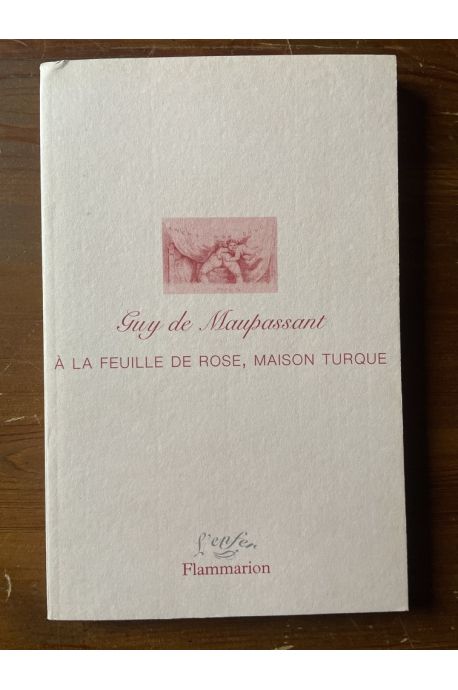 Guy de Maupassant
À LA FEUILLE DE ROSE, MAISON TURQUE
L'enfer
Flammarion